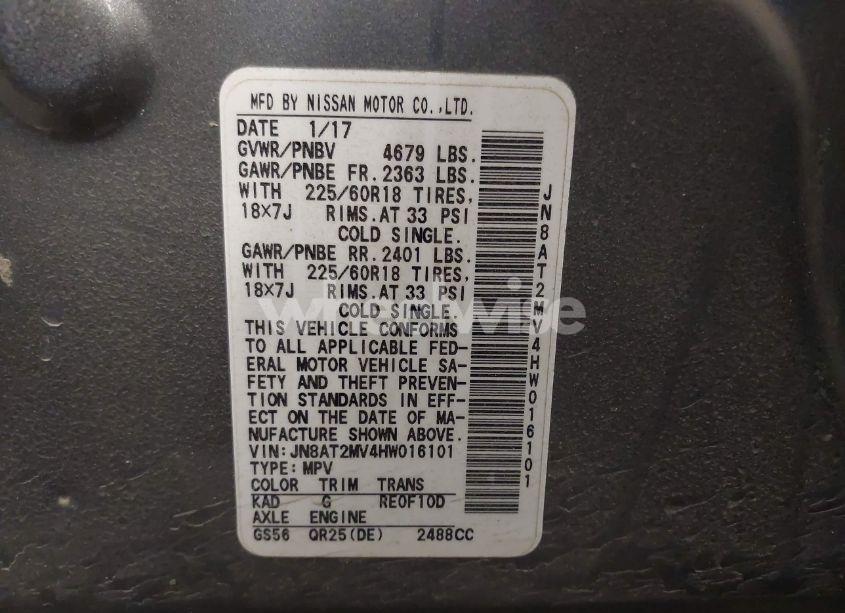 MFD BY NISSAN MOTOR CO.,LTD.
DATE 1/17
GVWR/PNBV 4679 LBS.
GAWR/PNBE FR. 2363 LBS.
WITH 225/60R18 TIRES,
18X7J RIMS.AT 33 PSI
COLD SINGLE.
GAWR/PNBE RR. 2401 LBS.
WITH 225/60R18 TIRES,
18X7J RIMS.AT 33 PSI
COLD SINGLE.
THIS VEHICLE CONFORMS
TO ALL APPLICABLE FED-
ERAL MOTOR VEHICLE SA-
FETY AND THEFT PREVEN-
TION STANDARDS IN EFF-
ECT ON THE DATE OF MA-
NUFACTURE SHOWN ABOVE.
VIN:JN8AT2MV4HW016101
TYPE:MPV
COLOR TRIM TRANS
KAD G RE0F10D
AXLE ENGINE
GS56 QR25(DE) 2488CC
JN8AT2MV4HW016101
wreckwise